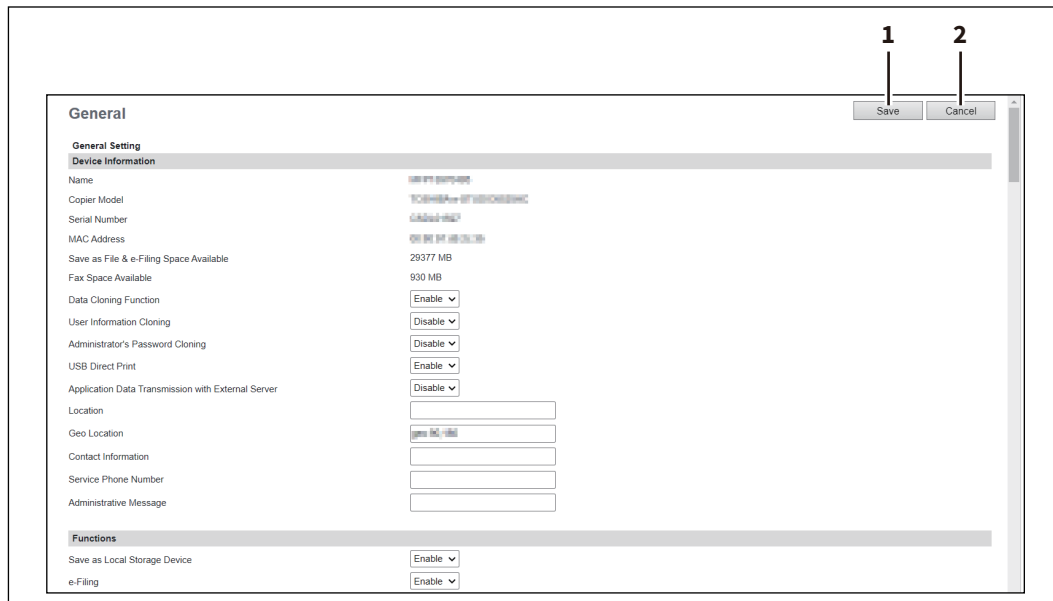 1 2
General Save Cancel
General Setting
Device Information
Name
Copier Model
Serial Number
MAC Address
Save as File & e-Filing Space Available 29377 MB
Fax Space Available 930 MB
Data Cloning Function Enable
User Information Cloning Disable
Administrator's Password Cloning Disable
USB Direct Print Enable
Application Data Transmission with External Server Disable
Location
Geo Location
Contact Information
Service Phone Number
Administrative Message
Functions
Save as Local Storage Device Enable
e-Filing Enable